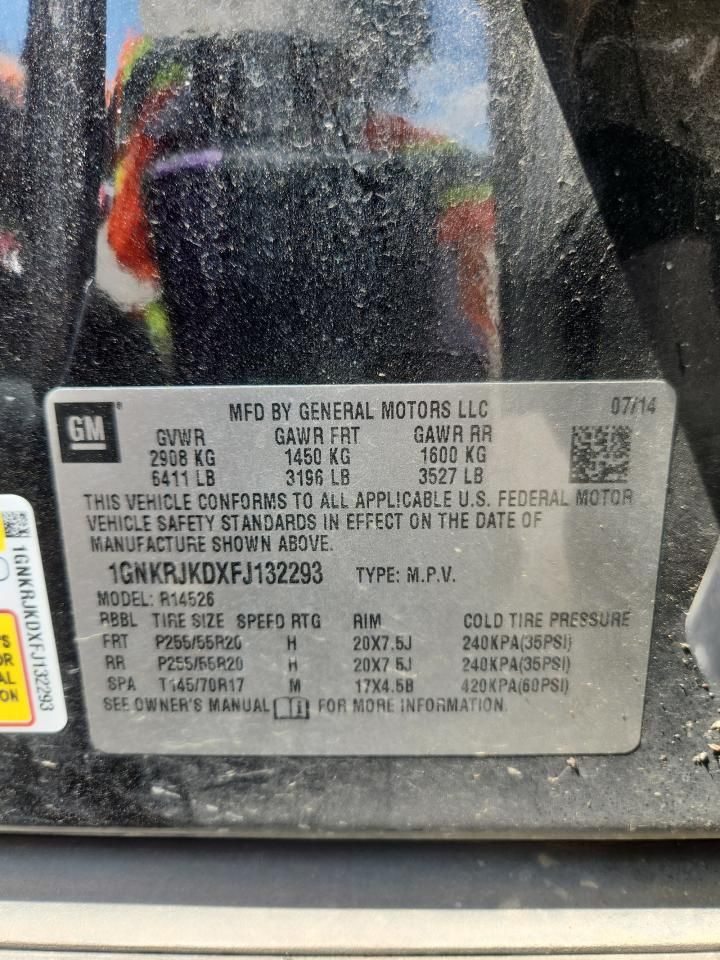 GM
MFD BY GENERAL MOTORS LLC 07/14
GVWR GAWR FRT GAWR RR
2908 KG 1450 KG 1600 KG
6411 LB 3196 LB 3527 LB
THIS VEHICLE CONFORMS TO ALL APPLICABLE U.S. FEDERAL MOTOR
VEHICLE SAFETY STANDARDS IN EFFECT ON THE DATE OF
MANUFACTURE SHOWN ABOVE.
1GNKRJKDXFJ132293 TYPE: M.P.V.
MODEL: R14526
RBBL TIRE SIZE SPEED RTG RIM COLD TIRE PRESSURE
FRT P255/55R20 H 20X7.5J 240KPA(35PSI)
RR P255/55R20 H 20X7.5J 240KPA(35PSI)
SPA T145/70R17 M 17X4.5B 420KPA(60PSI)
SEE OWNER'S MANUAL FOR MORE INFORMATION.
1GNKRJKDXFJ132293